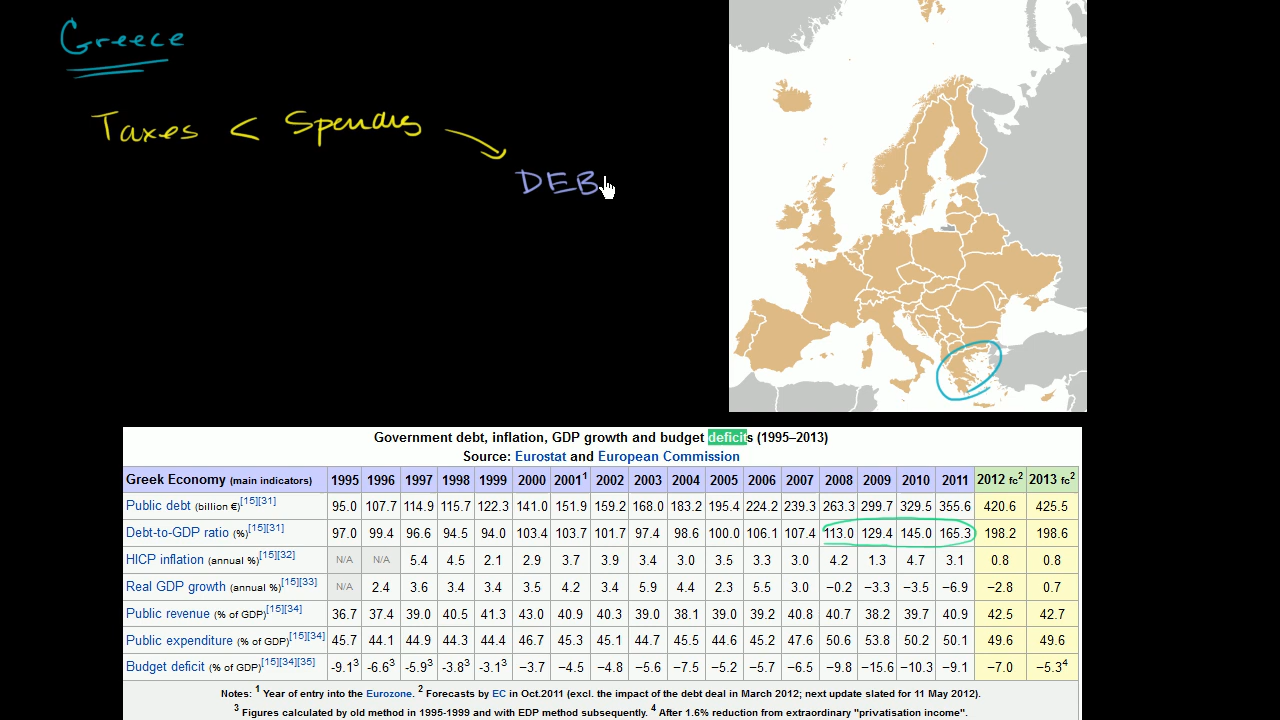 Greece
Taxes < Spending
DEB
Government debt, inflation, GDP growth and budget deficits (1995–2013)
Source: Eurostat and European Commission
Greek Economy (main indicators) 1995 1996 1997 1998 1999 2000 2001¹ 2002 2003 2004 2005 2006 2007 2008 2009 2010 2011 2012 fc² 2013 fc²
Public debt (billion €)[15][31] 95.0 107.7 114.9 115.7 122.3 141.0 151.9 159.2 168.0 183.2 195.4 224.2 239.3 263.3 299.7 329.5 355.6 420.6 425.5
Debt-to-GDP ratio (%)[15][31] 97.0 99.4 96.6 94.5 94.0 103.4 103.7 101.7 97.4 98.6 100.0 106.1 107.4 113.0 129.4 145.0 165.3 198.2 198.6
HICP inflation (annual %)[15][32] N/A N/A 5.4 4.5 2.1 2.9 3.7 3.9 3.4 3.0 3.5 3.3 3.0 4.2 1.3 4.7 3.1 0.8 0.8
Real GDP growth (annual %)[15][33] N/A 2.4 3.6 3.4 3.4 3.5 4.2 3.4 5.9 4.4 2.3 5.5 3.0 −0.2 −3.3 −3.5 −6.9 −2.8 0.7
Public revenue (% of GDP)[15][34] 36.7 37.4 39.0 40.5 41.3 43.0 40.9 40.3 39.0 38.1 39.0 39.2 40.8 40.7 38.2 39.7 40.9 42.5 42.7
Public expenditure (% of GDP)[15][34] 45.7 44.1 44.9 44.3 44.4 46.7 45.3 45.1 44.7 45.5 44.6 45.2 47.6 50.6 53.8 50.2 50.1 49.6 49.6
Budget deficit (% of GDP)[15][34][35] -9.1³ -6.6³ -5.9³ -3.8³ -3.1³ −3.7 −4.5 −4.8 −5.6 −7.5 −5.2 −5.7 −6.5 −9.8 −15.6 −10.3 −9.1 −7.0 −5.3⁴
Notes: ¹ Year of entry into the Eurozone. ² Forecasts by EC in Oct.2011 (excl. the impact of the debt deal in March 2012; next update slated for 11 May 2012).
³ Figures calculated by old method in 1995-1999 and with EDP method subsequently. ⁴ After 1.6% reduction from extraordinary "privatisation income".